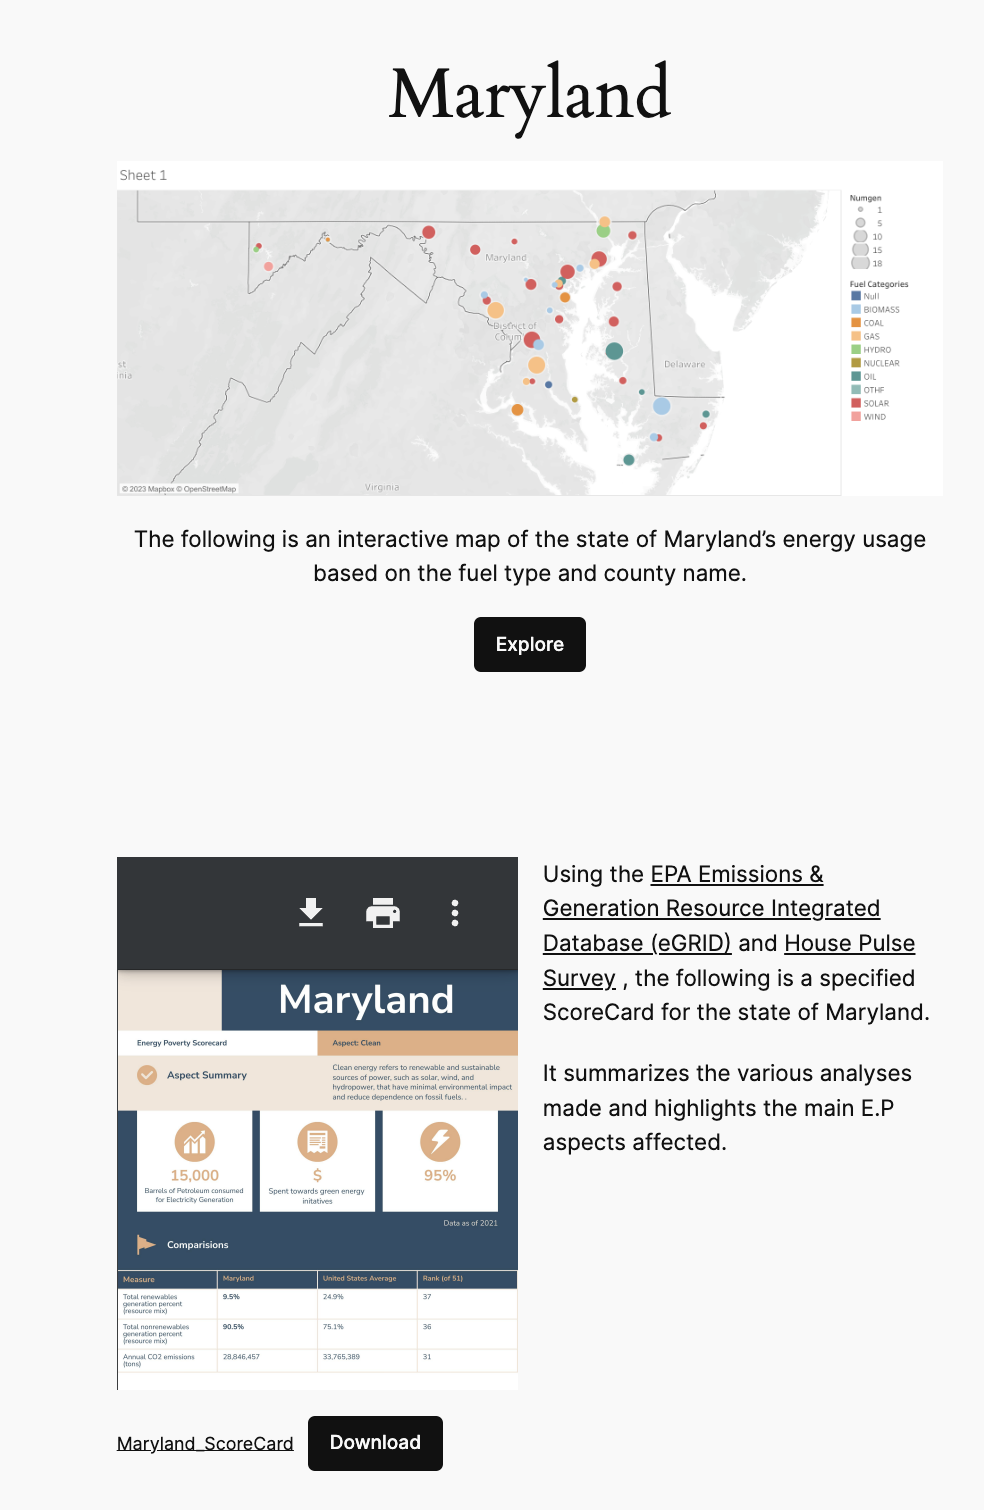 Maryland
Sheet 1
Maryland
District of
Colum
Delaware
st
nia
Virginia
© 2023 Mapbox © OpenStreetMap
Numgen
1
5
10
15
18
Fuel Categories
Null
BIOMASS
COAL
GAS
HYDRO
NUCLEAR
OIL
OTHF
SOLAR
WIND
The following is an interactive map of the state of Maryland’s energy usage
based on the fuel type and county name.
Explore
Maryland
Energy Poverty Scorecard
Aspect: Clean
Aspect Summary
Clean energy refers to renewable and sustainable
sources of power, such as solar, wind, and
hydropower, that have minimal environmental impact
and reduce dependence on fossil fuels. .
15,000
Barrels of Petroleum consumed
for Electricity Generation
$
Spent towards green energy
initatives
95%
Data as of 2021
Comparisions
Measure Maryland United States Average Rank (of 51)
Total renewables
generation percent
(resource mix)
9.5% 24.9% 37
Total nonrenewables
generation percent
(resource mix)
90.5% 75.1% 36
Annual CO2 emissions
(tons)
28,846,457 33,765,389 31
Using the EPA Emissions &
Generation Resource Integrated
Database (eGRID) and House Pulse
Survey , the following is a specified
ScoreCard for the state of Maryland.
It summarizes the various analyses
made and highlights the main E.P
aspects affected.
Maryland_ScoreCard
Download